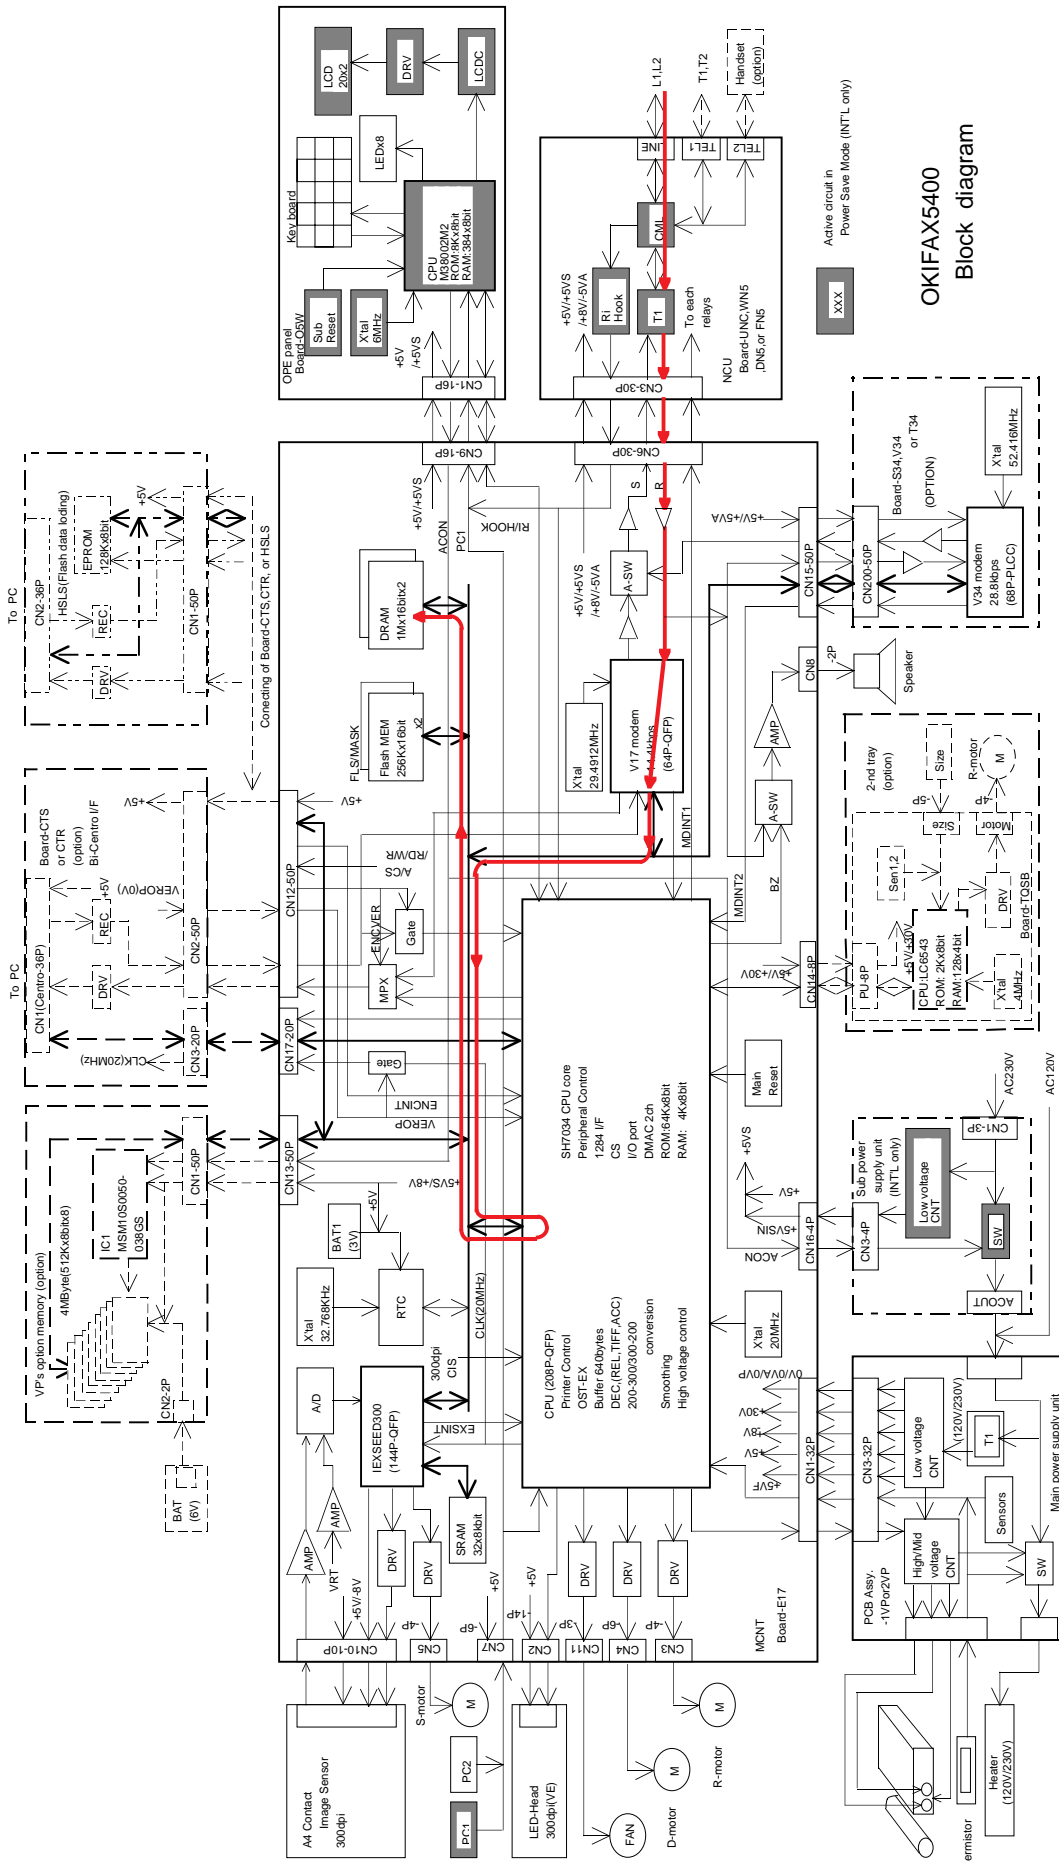 OKIFAX5400
Block diagram
XXX
Active circuit in
Power Save Mode (INT'L only)
OPE panel
Board-O5W
LCD
20x2
DRV
LCDC
Key board
LEDx8
CPU
M38002M2
ROM:8Kx8bit
RAM:384x8bit
Sub
Reset
X'tal
6MHz
+5V
/+5VS
CN1-16P
L1,L2
T1,T2
Handset
(option)
LINE
TEL1
TEL2
CML
Ri
Hook
T1
+5V/+5VS
/+8V/-5VA
To each
relays
NCU
Board-UNC,WN5
,DN5,or FN5
CN3-30P
To PC
CN2-36P
HSLS(Flash data loding)
EPROM
128Kx8bit
+5V
REC
DRV
CN1-50P
Conecting of Board-CTS,CTR, or HSLS
To PC
CN1(Centro-36P)
Board-CTS
or CTR
(option)
Bi-Centro I/F
+5V
VEROP(0V)
+5V
REC
DRV
CLK(20MHz)
CN2-50P
CN3-20P
VP's option memory (option)
4MByte(512Kx8bitx8)
IC1
MSM10S0050-
038GS
CN1-50P
CN2-2P
BAT
(6V)
CN9-16P
CN6-30P
+5V/+5VS
ACON
PC1
RI/HOOK
+5V/+5VS
/+8V/-5VA
S
R
A-SW
DRAM
1Mx16bitx2
FLS/MASK
Flash MEM
256Kx16bit
x2
X'tal
29.4912MHz
V17 modem
(64P-QFP)
+5V/+5VA
CN15-50P
CN8
-2P
AMP
A-SW
Speaker
MDINT1
MDINT2
BZ
CN12-50P
+5V
A/CS
/RD/WR
ENCVER
Gate
MPX
CN17-20P
Gate
ENCINT
VEROP
CN13-50P
+5VS/+8V
+5V
BAT1
(3V)
X'tal
32.768KHz
RTC
CLK(20MHz)
300dpi
CIS
SH7034 CPU core
Peripheral Control
1284 I/F
CS
I/O port
DMAC 2ch
ROM:64Kx8bit
RAM: 4Kx8bit
CPU (208P-QFP)
Printer Control
OST-EX
Buffer 640bytes
DEC,(REL,TIFF,ACC)
200-300/300-200
conversion
Smoothing
High voltage control
Main
Reset
X'tal
20MHz
A/D
IEXSEED300
(144P-QFP)
EXSINT
SRAM
32x8kbit
AMP
AMP
VRT
+5V/-8V
DRV
DRV
DRV
DRV
DRV
CN10-10P
CN5
-4P
CN7
-6P
+5V
CN2
-14P
+5V
CN11
-3P
CN4
-6P
CN3
-4P
MCNT
Board-E17
A4 Contact
Image Sensor
300dpi
S-motor
M
PC2
PC1
LED-Head
300dpi(VE)
FAN
D-motor
M
R-motor
M
CN200-50P
Board-S34,V34
or T34
(OPTION)
X'tal
52.416MHz
V34 modem
28.8kbps
(68P-PLCC)
2-nd tray
(option)
Size
-5P
R-motor
M
-4P
Size
Motor
Sen1,2
DRV
Board-TQSB
CPU:LC6543
ROM: 2Kx8bit
RAM:128x4bit
X'tal
4MHz
+5V/+30V
PU-8P
CN14-8P
+5V/+30V
AC230V
AC120V
CN1-3P
Sub power
supply unit
(INT'L only)
Low voltage
CNT
SW
ACOUT
CN3-4P
CN16-4P
+5VS
+5V
+5VSIN
ACON
0V/0VA/0VP
+30V
+8V
+5V
+5VF
CN1-32P
CN3-32P
(120V/230V)
Low voltage
CNT
T1
Sensors
High/Mid
voltage
CNT
SW
PCB Assy.
-1VPor2VP
Main power supply unit
ermistor
Heater
(120V/230V)